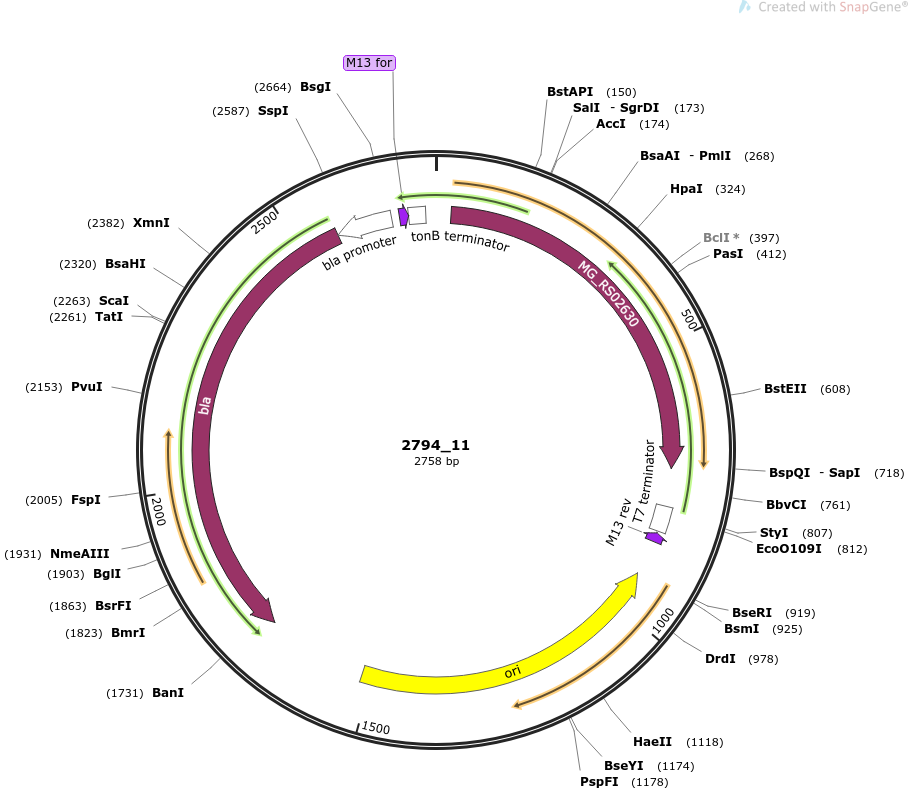 Created with SnapGene®
M13 for
(2664) BsgI
(2587) SspI
BstAPI (150)
SalI - SgrDI (173)
AccI (174)
BsaAI - PmlI (268)
HpaI (324)
BclI * (397)
PasI (412)
500
BstEII (608)
BspQI - SapI (718)
BbvCI (761)
StyI (807)
EcoO109I (812)
BseRI (919)
BsmI (925)
DrdI (978)
1000
HaeII (1118)
BseYI (1174)
PspFI (1178)
1500
(1731) BanI
(1823) BmrI
(1863) BsrFI
(1903) BglI
(1931) NmeAIII
(2005) FspI
2000
(2153) PvuI
(2261) TatI
(2263) ScaI
(2320) BsaHI
(2382) XmnI
2500
bla promoter
tonB terminator
MG_RS02630
T7 terminator
M13 rev
ori
bla
2794_11
2758 bp